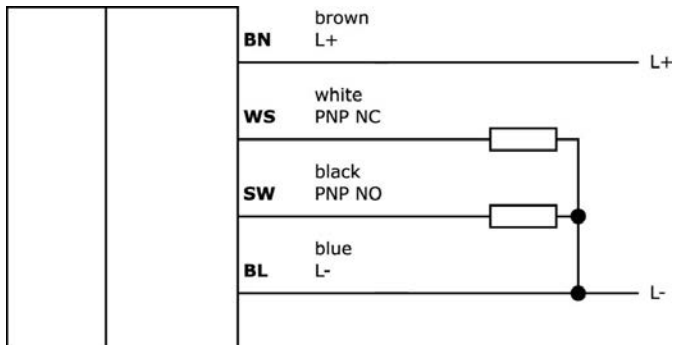 brown
BN L+
L+
white
WS PNP NC
black
SW PNP NO
blue
BL L-
L-